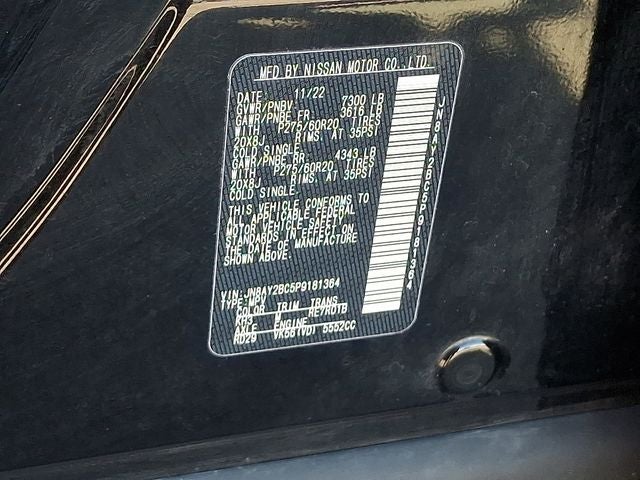 MFD BY NISSAN MOTOR CO.,LTD.
DATE: 11/22
GVWR/PNBV 7300 LB
GAWR/PNBE FR 3616 LB
WITH P275/60R20 TIRES
20X8J RIMS, AT 35PSI
COLD SINGLE
GAWR/PNBE RR 4343 LB
WITH P275/60R20 TIRES
20X8J RIMS, AT 35PSI
COLD SINGLE
THIS VEHICLE CONFORMS TO
ALL APPLICABLE FEDERAL
MOTOR VEHICLE SAFETY
STANDARDS IN EFFECT ON
THE DATE OF MANUFACTURE
SHOWN ABOVE.
VIN: JN8AY2BC5P9181364
TYPE:MPV
COLOR TRIM TRANS
KH3 RE7R01B
AXLE ENGINE
RD29 VK56(VD) 5552CC
JN8AY2BC5P9181364